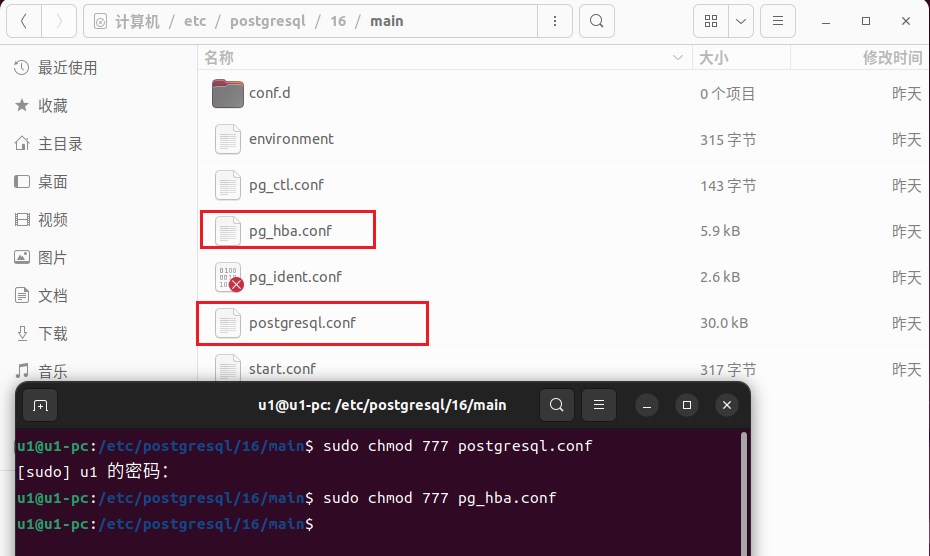 计算机 / etc / postgresql / 16 / main
名称 大小 修改时间
最近使用
收藏
主目录
桌面
视频
图片
文档
下载
音乐
conf.d 0 个项目 昨天
environment 315 字节 昨天
pg_ctl.conf 143 字节 昨天
pg_hba.conf 5.9 kB 昨天
0100
0010
pg_ident.conf 2.6 kB 昨天
postgresql.conf 30.0 kB 昨天
start.conf 317 字节 昨天
u1@u1-pc: /etc/postgresql/16/main
u1@u1-pc:/etc/postgresql/16/main$ sudo chmod 777 postgresql.conf
[sudo] u1 的密码：
u1@u1-pc:/etc/postgresql/16/main$ sudo chmod 777 pg_hba.conf
u1@u1-pc:/etc/postgresql/16/main$